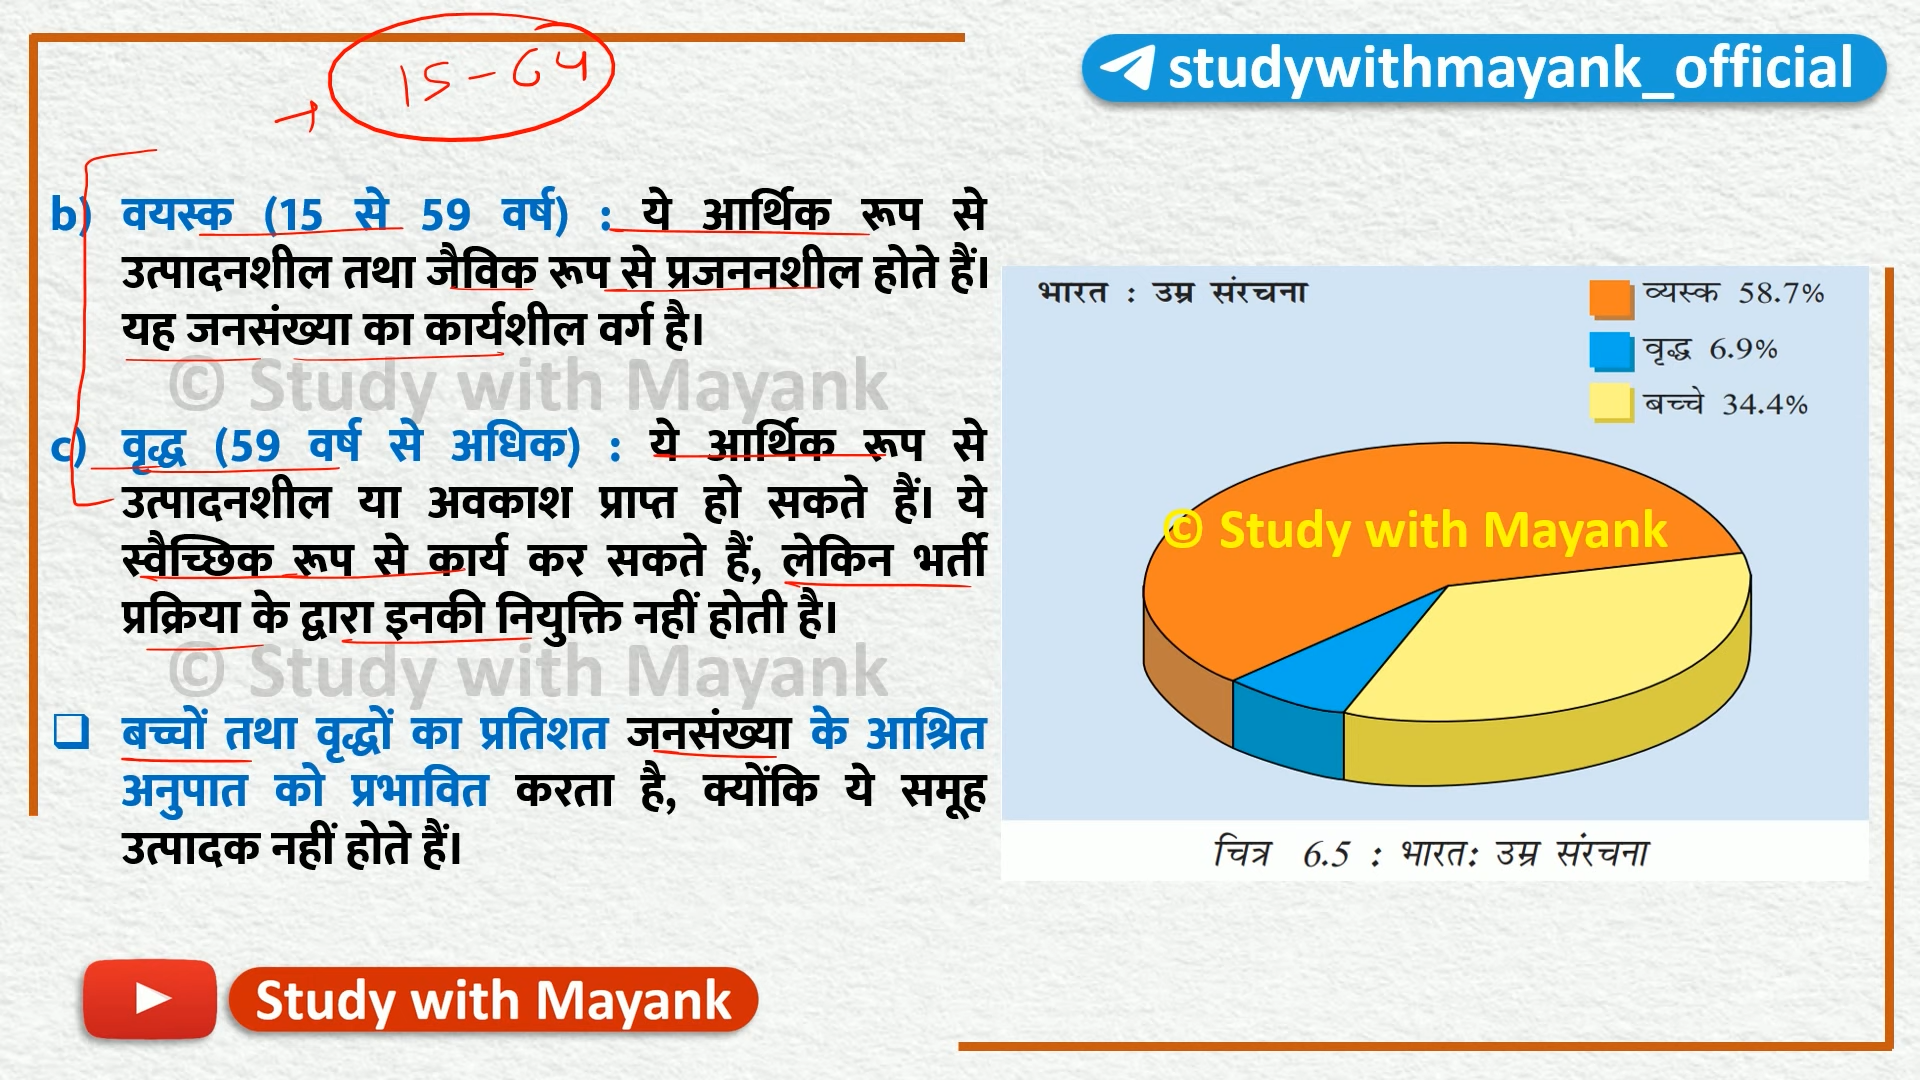 15-64
studywithmayank_official
b) वयस्क (15 से 59 वर्ष) : ये आर्थिक रूप से
उत्पादनशील तथा जैविक रूप से प्रजननशील होते हैं।
यह जनसंख्या का कार्यशील वर्ग है।
© Study with Mayank
c) वृद्ध (59 वर्ष से अधिक) : ये आर्थिक रूप से
उत्पादनशील या अवकाश प्राप्त हो सकते हैं। ये
स्वैच्छिक रूप से कार्य कर सकते हैं, लेकिन भर्ती
प्रक्रिया के द्वारा इनकी नियुक्ति नहीं होती है।
© Study with Mayank
बच्चों तथा वृद्धों का प्रतिशत जनसंख्या के आश्रित
अनुपात को प्रभावित करता है, क्योंकि ये समूह
उत्पादक नहीं होते हैं।
भारत : उम्र संरचना
व्यस्क 58.7%
वृद्ध 6.9%
बच्चे 34.4%
© Study with Mayank
चित्र 6.5 : भारत: उम्र संरचना
Study with Mayank